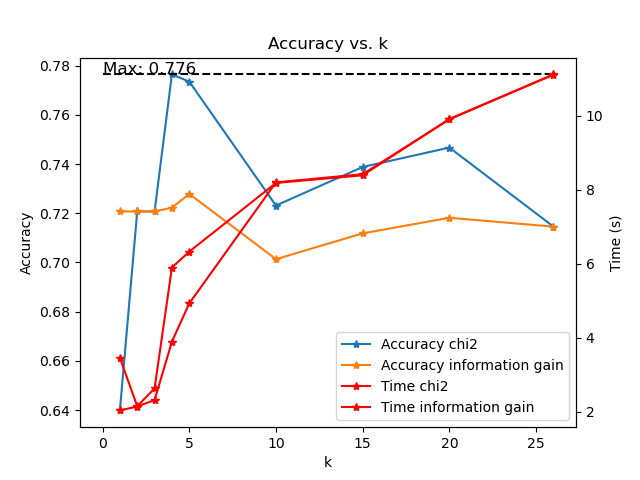 Accuracy vs. k
Max: 0.776
0.78
0.76
0.74
0.72
0.70
0.68
0.66
0.64
Accuracy
10
8
6
4
2
Time (s)
Accuracy chi2
Accuracy information gain
Time chi2
Time information gain
0
5
10
15
20
25
k